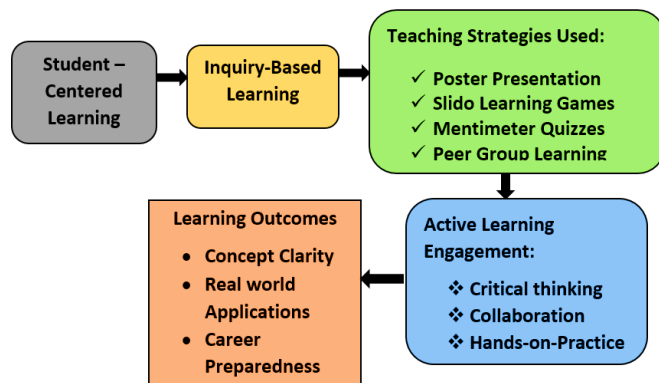 Student –
Centered
Learning
Inquiry-Based
Learning
Teaching Strategies Used:
✓ Poster Presentation
✓ Slido Learning Games
✓ Mentimeter Quizzes
✓ Peer Group Learning
Active Learning
Engagement:
❖ Critical thinking
❖ Collaboration
❖ Hands-on-Practice
Learning Outcomes
• Concept Clarity
• Real world
Applications
• Career
Preparedness